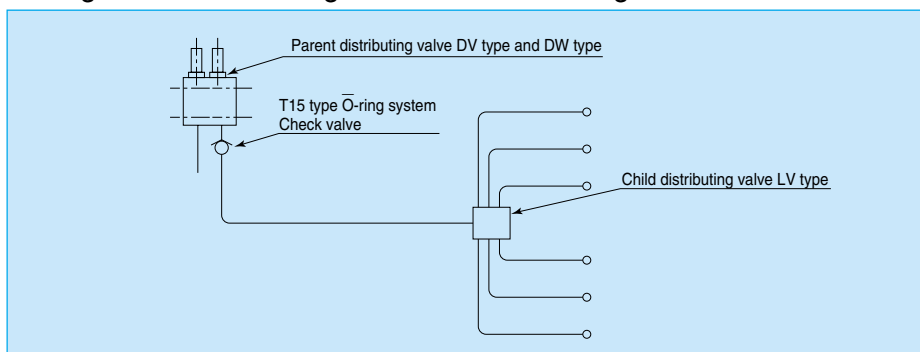 Parent distributing valve DV type and DW type
T15 type O̅-ring system
Check valve
Child distributing valve LV type